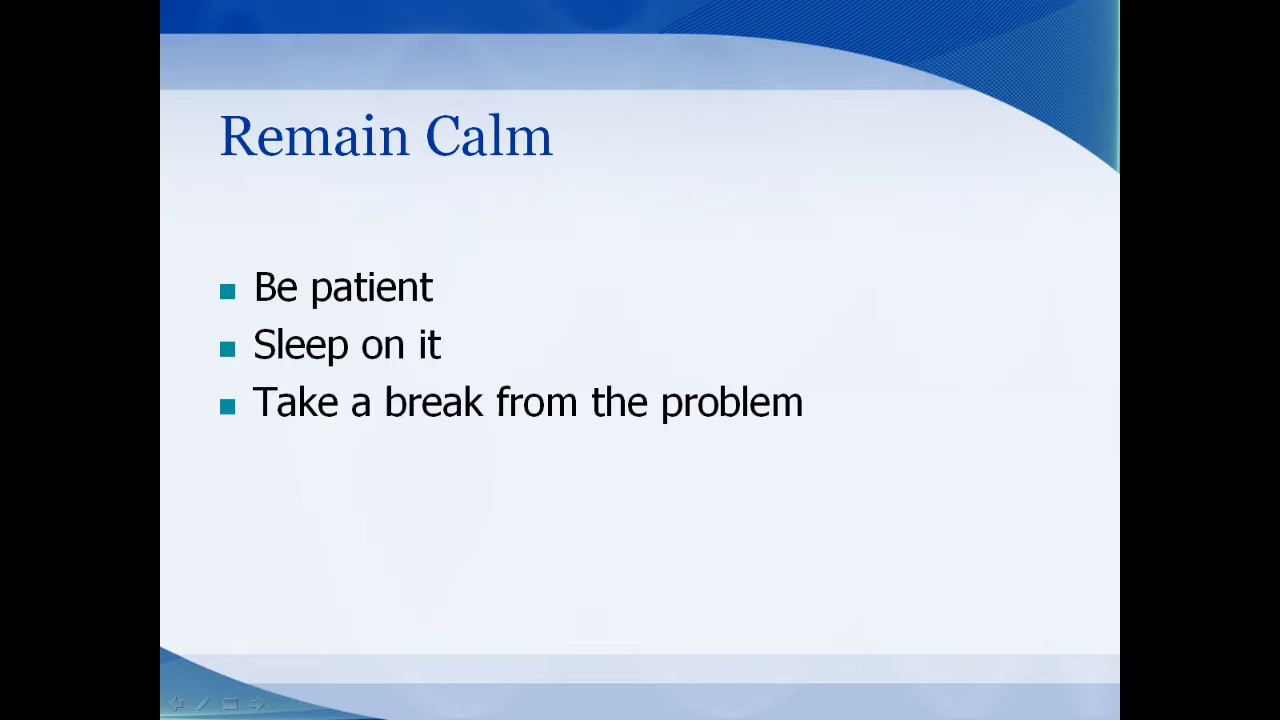 Remain Calm
Be patient
Sleep on it
Take a break from the problem